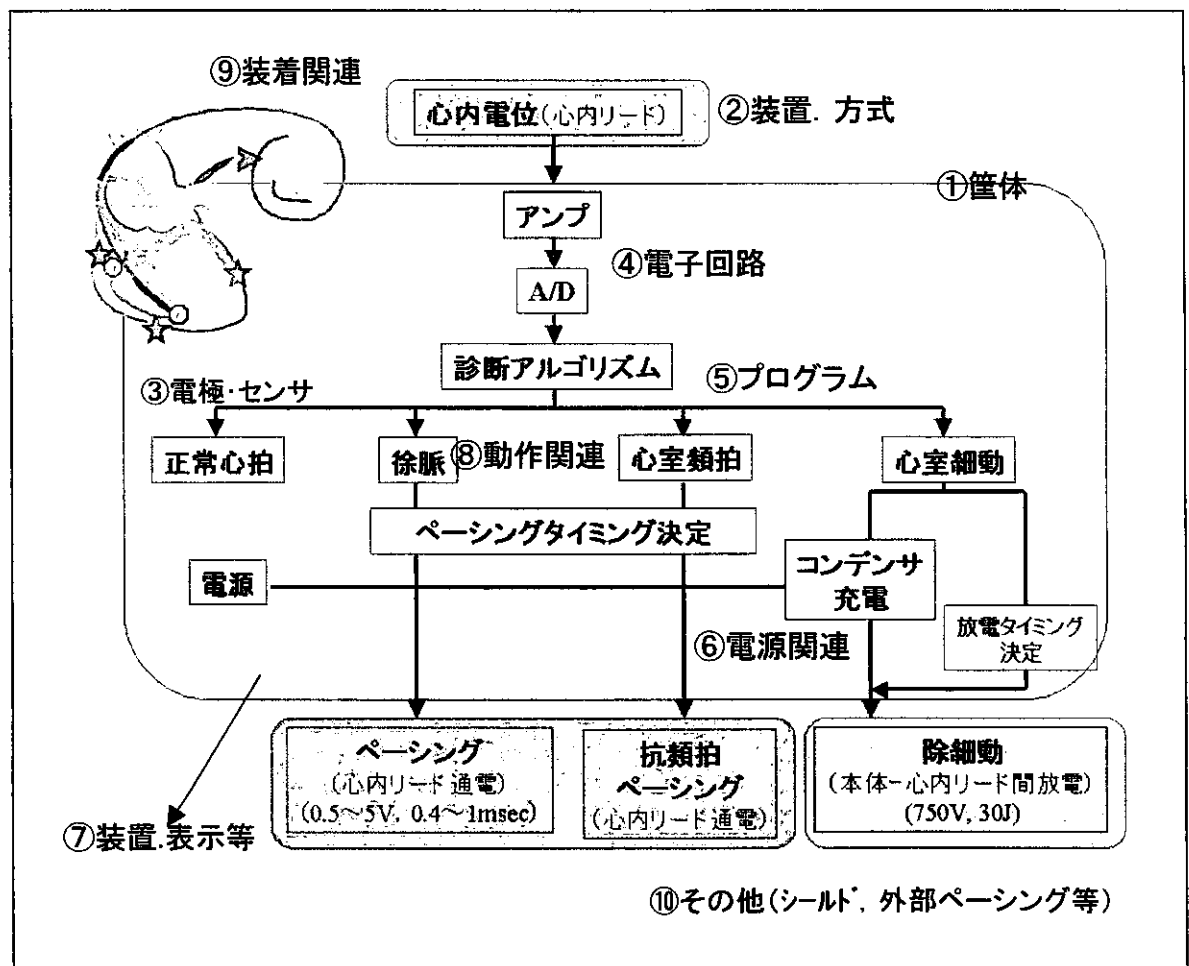 ⑨装着関連
心内電位(心内リード)
②装置．方式
①筐体
アンプ
④電子回路
A/D
診断アルゴリズム
⑤プログラム
③電極・センサ
正常心拍
徐脈
⑧動作関連
心室類拍
心室細動
ペーシングタイミング決定
電源
コンデンサ
充電
放電タイミング
決定
⑥電源関連
ペーシング
(心内リード通電)
(0.5～5V, 0.4～1msec)
抗類拍
ペーシング
(心内リード通電)
除細動
(本体－心内リード間放電)
(750V, 30J)
⑦装置.表示等
⑩その他(シールド，外部ペーシング等)